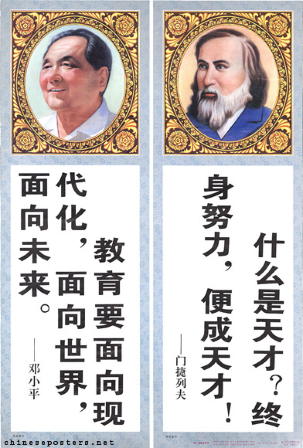 教育要面向现
代化，面向世界，
面向未来。
——邓小平
什么是天才？终
身努力，便成天才！
——门捷列夫
chineseposters.net